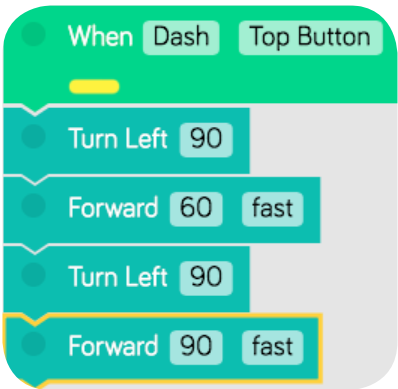 When Dash Top Button
Turn Left 90
Forward 60 fast
Turn Left 90
Forward 90 fast